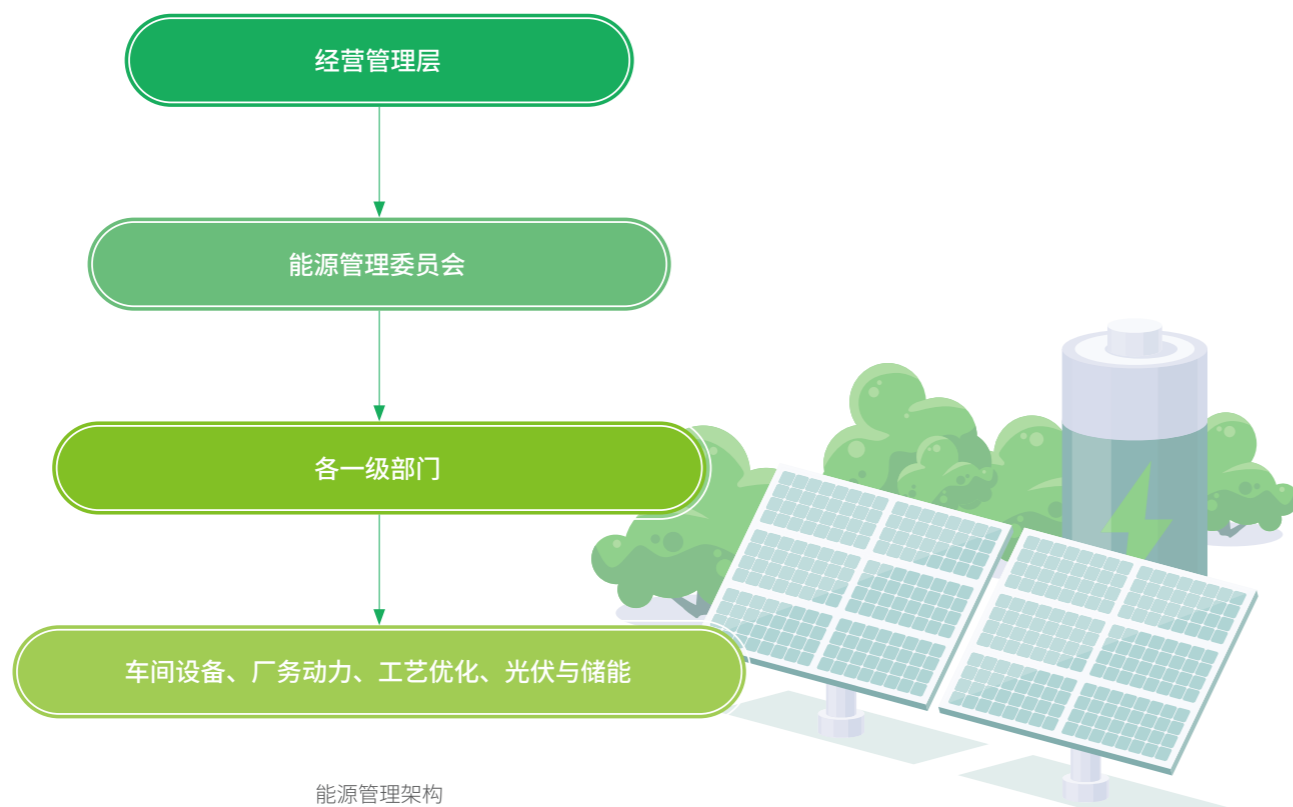 经营管理层
能源管理委员会
各一级部门
车间设备、厂务动力、工艺优化、光伏与储能
能源管理架构